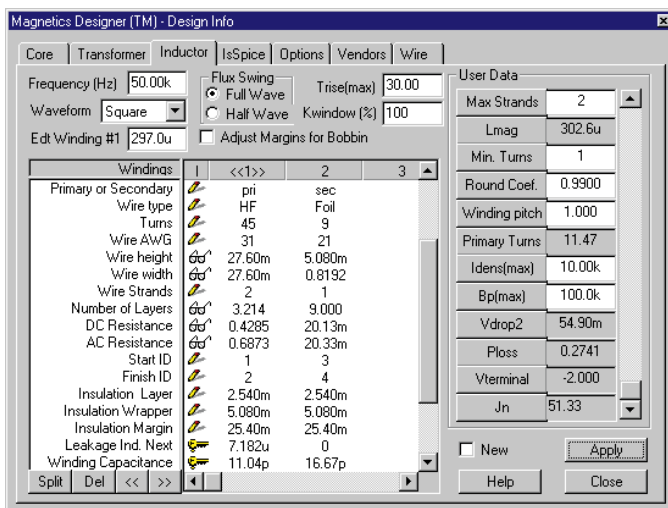 Magnetics Designer (TM) - Design Info
Core Transformer Inductor IsSpice Options Vendors Wire
Frequency (Hz) 50.00k
Waveform Square
Edt Winding #1 297.0u
Flux Swing
Full Wave
Half Wave
Trise(max) 30.00
Kwindow (%) 100
Adjust Margins for Bobbin
Windings I <<1>> 2 3
Primary or Secondary pri sec
Wire type HF Foil
Turns 45 9
Wire AWG 31 21
Wire height 27.60m 5.080m
Wire width 27.60m 0.8192
Wire Strands 2 1
Number of Layers 3.214 9.000
DC Resistance 0.4285 20.13m
AC Resistance 0.6873 20.33m
Start ID 1 3
Finish ID 2 4
Insulation Layer 2.540m 2.540m
Insulation Wrapper 5.080m 5.080m
Insulation Margin 25.40m 25.40m
Leakage Ind. Next 7.182u 0
Winding Capacitance 11.04p 16.67p
Split Del << >>
User Data
Max Strands 2
Lmag 302.6u
Min. Turns 1
Round Coef. 0.9900
Winding pitch 1.000
Primary Turns 11.47
Idens(max) 10.00k
Bp(max) 100.0k
Vdrop2 54.90m
Ploss 0.2741
Vterminal -2.000
Jn 51.33
New Apply
Help Close